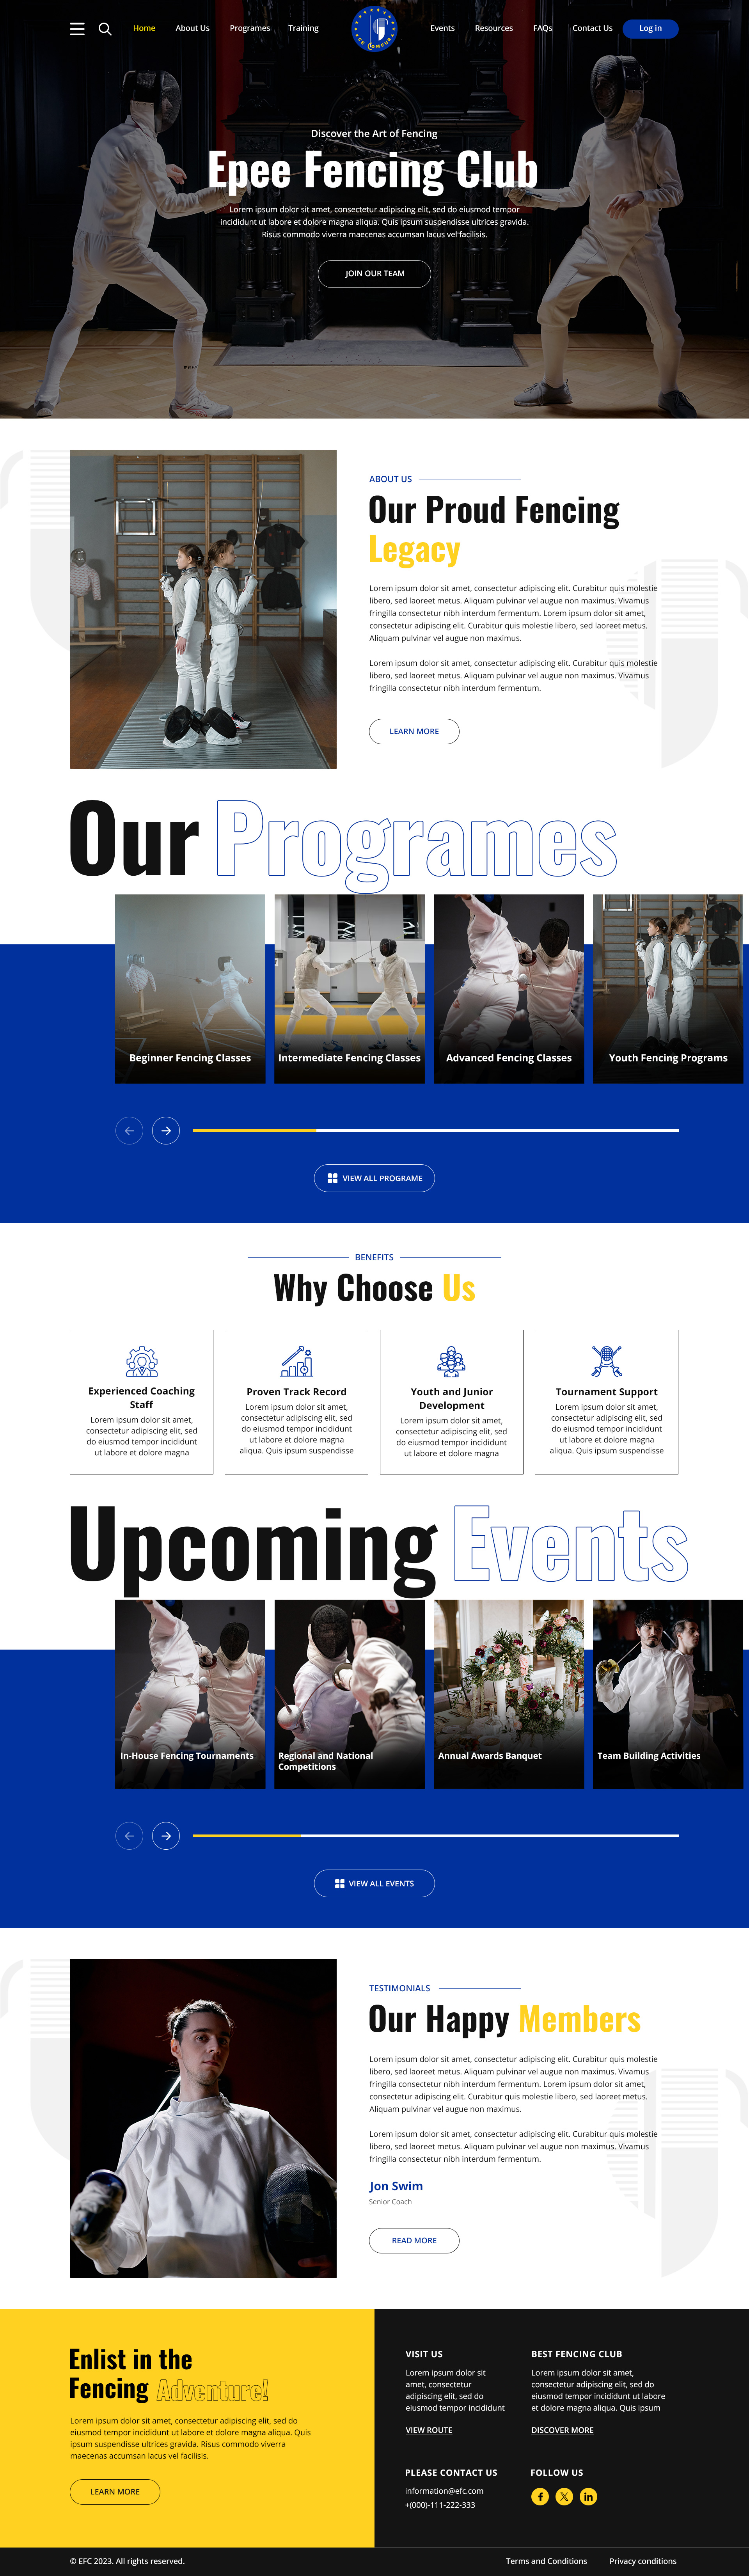 Home
About Us
Programes
Training
Events
Resources
FAQs
Contact Us
Log in
Discover the Art of Fencing
Epee Fencing Club
Lorem ipsum dolor sit amet, consectetur adipiscing elit, sed do eiusmod tempor
incididunt ut labore et dolore magna aliqua. Quis ipsum suspendisse ultrices gravida.
Risus commodo viverra maecenas accumsan lacus vel facilisis.
JOIN OUR TEAM
ABOUT US
Our Proud Fencing
Legacy
Lorem ipsum dolor sit amet, consectetur adipiscing elit. Curabitur quis molestie
libero, sed laoreet metus. Aliquam pulvinar vel augue non maximus. Vivamus
fringilla consectetur nibh interdum fermentum. Lorem ipsum dolor sit amet,
consectetur adipiscing elit. Curabitur quis molestie libero, sed laoreet metus.
Aliquam pulvinar vel augue non maximus.
Lorem ipsum dolor sit amet, consectetur adipiscing elit. Curabitur quis molestie
libero, sed laoreet metus. Aliquam pulvinar vel augue non maximus. Vivamus
fringilla consectetur nibh interdum fermentum.
LEARN MORE
Our Programes
Beginner Fencing Classes
Intermediate Fencing Classes
Advanced Fencing Classes
Youth Fencing Programs
VIEW ALL PROGRAME
BENEFITS
Why Choose Us
Experienced Coaching
Staff
Lorem ipsum dolor sit amet,
consectetur adipiscing elit, sed
do eiusmod tempor incididunt
ut labore et dolore magna
Proven Track Record
Lorem ipsum dolor sit amet,
consectetur adipiscing elit, sed
do eiusmod tempor incididunt
ut labore et dolore magna
aliqua. Quis ipsum suspendisse
Youth and Junior
Development
Lorem ipsum dolor sit amet,
consectetur adipiscing elit, sed
do eiusmod tempor incididunt
ut labore et dolore magna
Tournament Support
Lorem ipsum dolor sit amet,
consectetur adipiscing elit, sed
do eiusmod tempor incididunt
ut labore et dolore magna
aliqua. Quis ipsum suspendisse
Upcoming Events
In-House Fencing Tournaments
Regional and National
Competitions
Annual Awards Banquet
Team Building Activities
VIEW ALL EVENTS
TESTIMONIALS
Our Happy Members
Lorem ipsum dolor sit amet, consectetur adipiscing elit. Curabitur quis molestie
libero, sed laoreet metus. Aliquam pulvinar vel augue non maximus. Vivamus
fringilla consectetur nibh interdum fermentum. Lorem ipsum dolor sit amet,
consectetur adipiscing elit. Curabitur quis molestie libero, sed laoreet metus.
Aliquam pulvinar vel augue non maximus.
Lorem ipsum dolor sit amet, consectetur adipiscing elit. Curabitur quis molestie
libero, sed laoreet metus. Aliquam pulvinar vel augue non maximus. Vivamus
fringilla consectetur nibh interdum fermentum.
Jon Swim
Senior Coach
READ MORE
Enlist in the
Fencing Adventure!
Lorem ipsum dolor sit amet, consectetur adipiscing elit, sed do
eiusmod tempor incididunt ut labore et dolore magna aliqua. Quis
ipsum suspendisse ultrices gravida. Risus commodo viverra
maecenas accumsan lacus vel facilisis.
LEARN MORE
VISIT US
Lorem ipsum dolor sit
amet, consectetur
adipiscing elit, sed do
eiusmod tempor incididunt
VIEW ROUTE
BEST FENCING CLUB
Lorem ipsum dolor sit amet,
consectetur adipiscing elit, sed do
eiusmod tempor incididunt ut labore
et dolore magna aliqua. Quis ipsum
DISCOVER MORE
PLEASE CONTACT US
information@efc.com
+(000)-111-222-333
FOLLOW US
© EFC 2023. All rights reserved.
Terms and Conditions
Privacy conditions